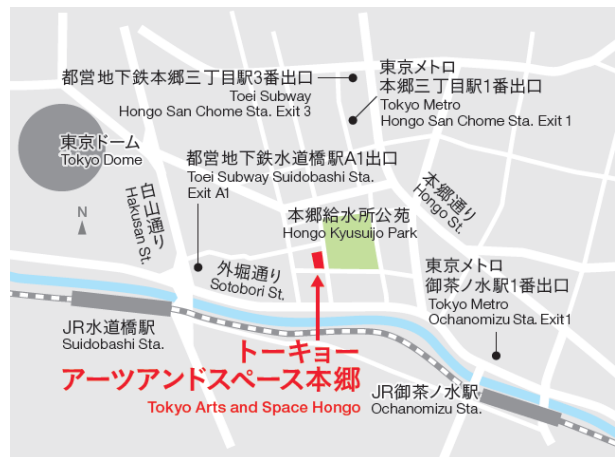 都営地下鉄本郷三丁目駅3番出口
Toei Subway
Hongo San Chome Sta. Exit 3
東京メトロ
本郷三丁目駅1番出口
Tokyo Metro
Hongo San Chome Sta. Exit 1
東京ドーム
Tokyo Dome
都営地下鉄水道橋駅A1出口
Toei Subway Suidobashi Sta.
Exit A1
白山通り
Hakusan St.
本郷通り
Hongo St.
N
本郷給水所公苑
Hongo Kyusuijo Park
外堀通り
Sotobori St.
東京メトロ
御茶ノ水駅1番出口
Tokyo Metro
Ochanomizu Sta. Exit1
JR水道橋駅
Suidobashi Sta.
トーキョー
アーツアンドスペース本郷
Tokyo Arts and Space Hongo
JR御茶ノ水駅
Ochanomizu Sta.